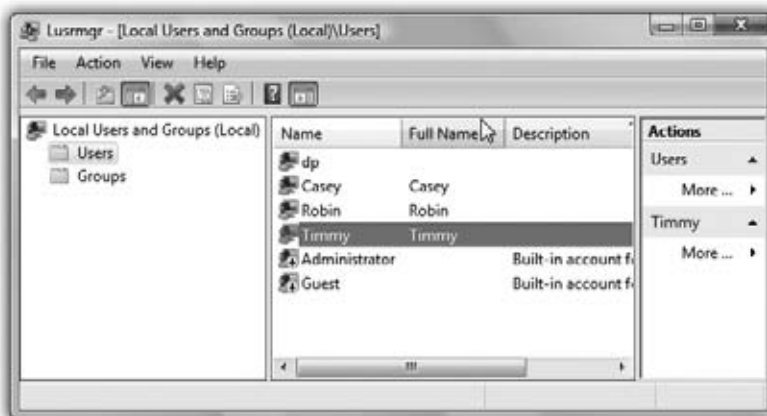 Lusrmgr - [Local Users and Groups (Local)\Users]
File Action View Help
Local Users and Groups (Local)
Users
Groups
Name Full Name Description
dp
Casey Casey
Robin Robin
Timmy Timmy
Administrator Built-in account f
Guest Built-in account f
Actions
Users
More ...
Timmy
More ...